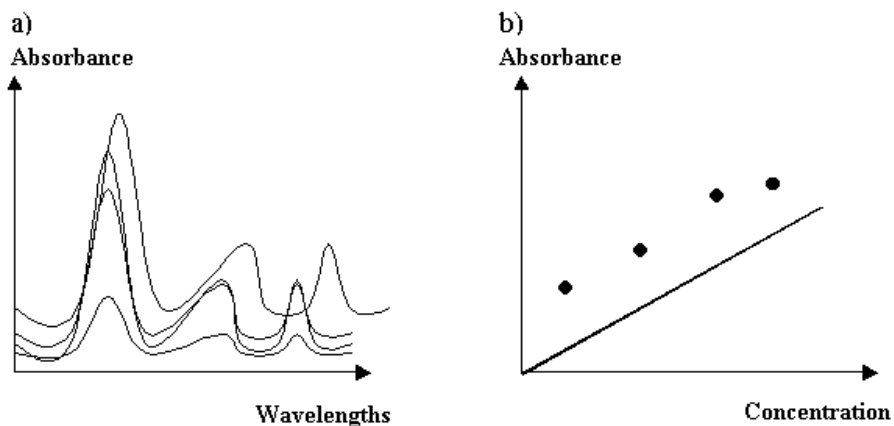 a)
Absorbance
Wavelengths
b)
Absorbance
Concentration